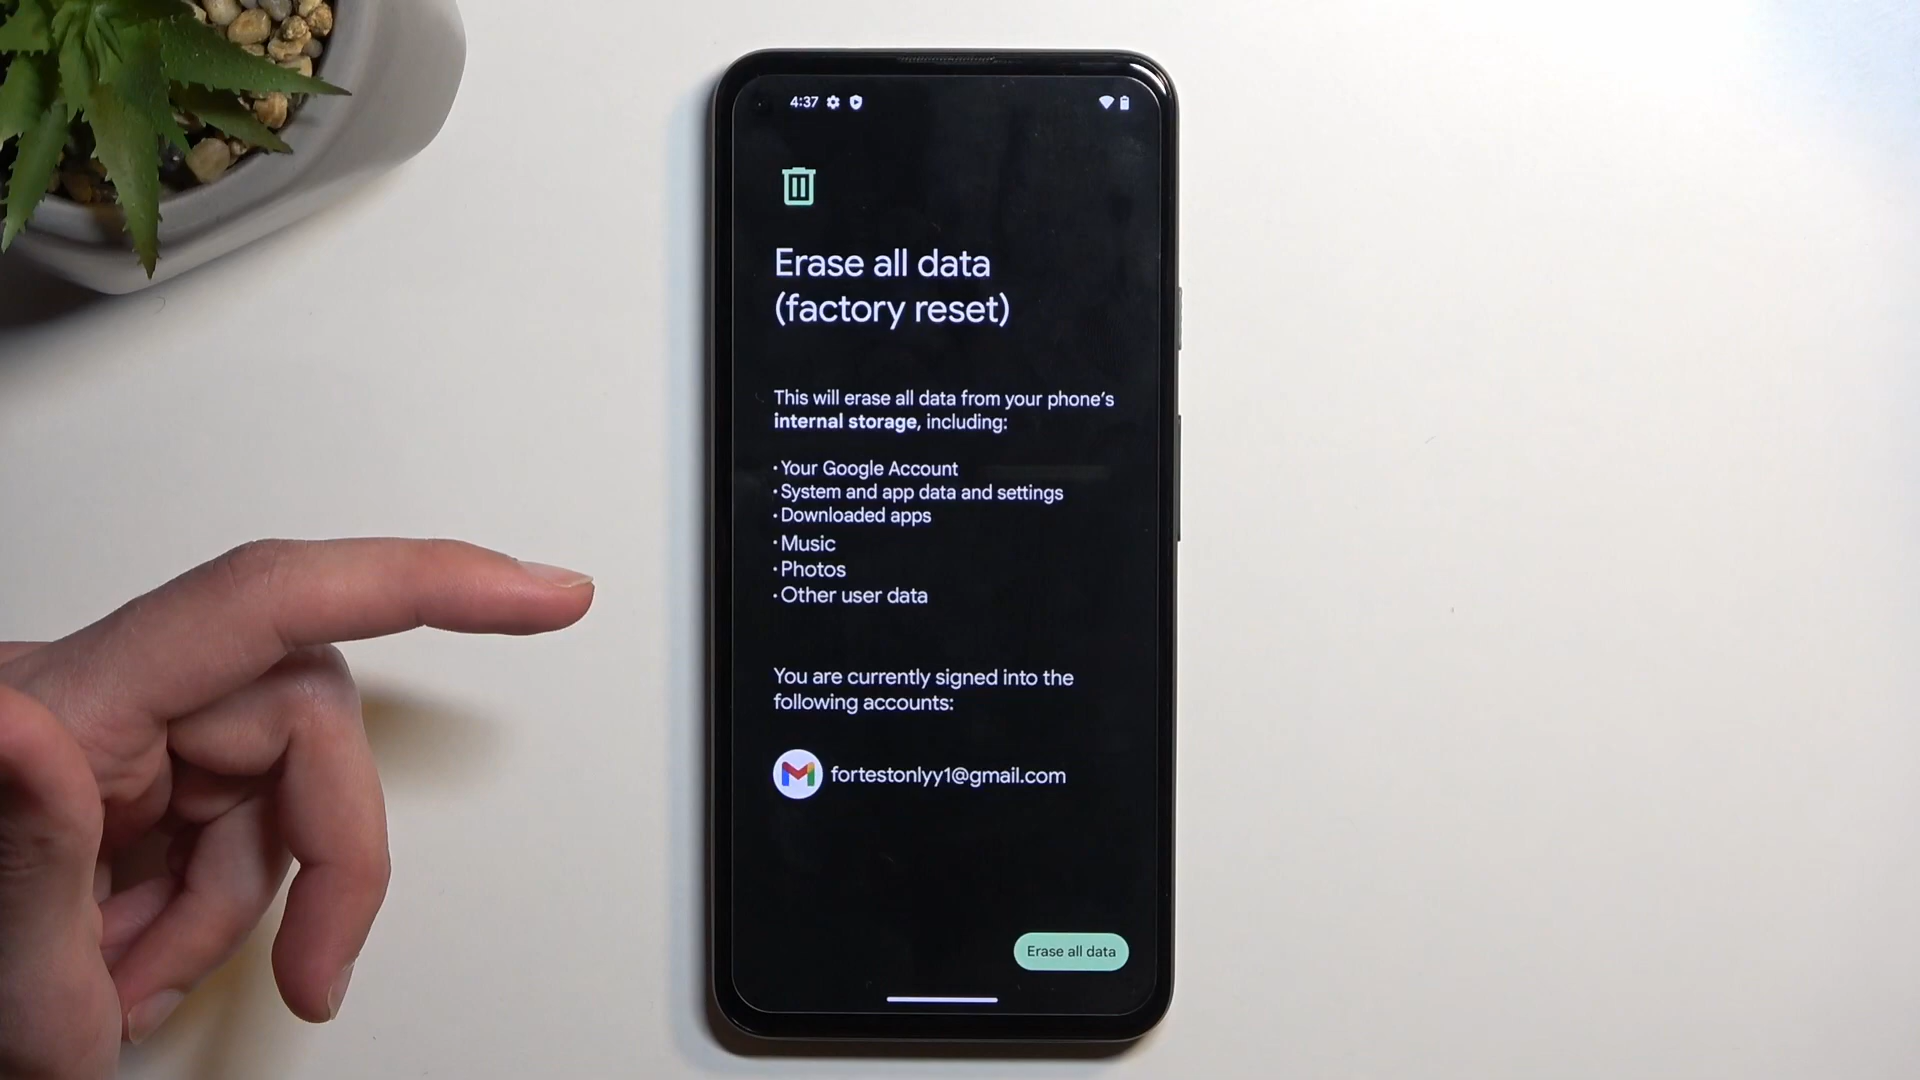 4:37
Erase all data
(factory reset)
This will erase all data from your phone's
internal storage, including:
• Your Google Account
• System and app data and settings
• Downloaded apps
• Music
• Photos
• Other user data
You are currently signed into the
following accounts:
fortestonlyy1@gmail.com
Erase all data